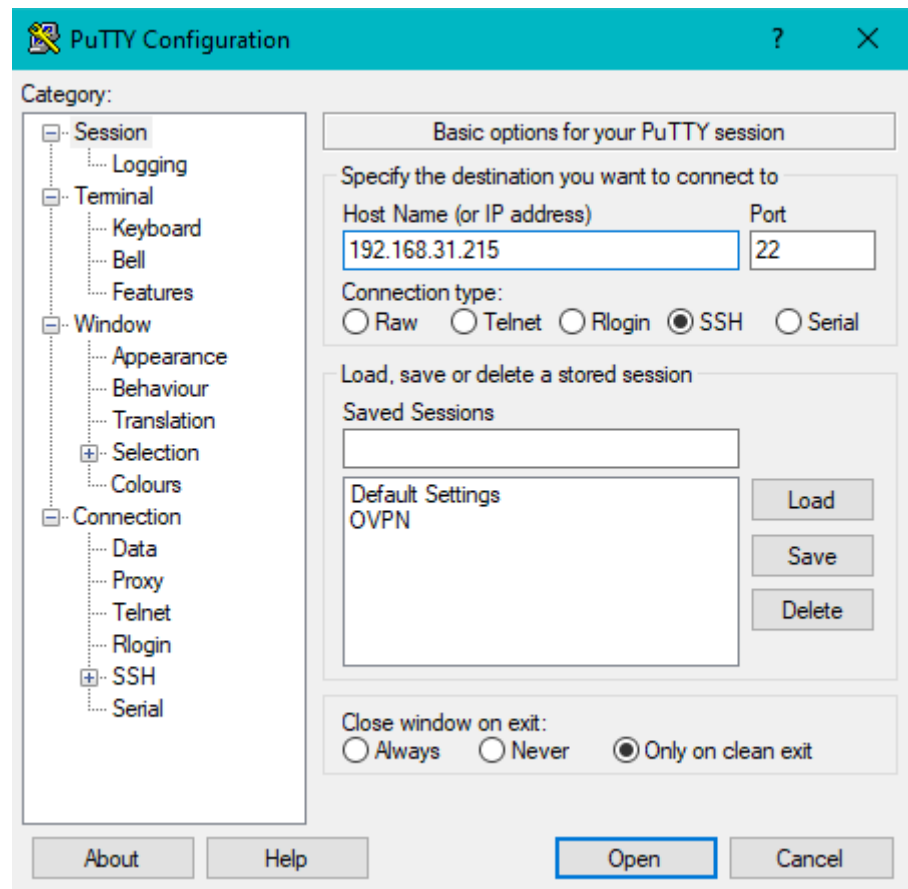 PuTTY Configuration
?
Category:
Session
Logging
Terminal
Keyboard
Bell
Features
Window
Appearance
Behaviour
Translation
Selection
Colours
Connection
Data
Proxy
Telnet
Rlogin
SSH
Serial
Basic options for your PuTTY session
Specify the destination you want to connect to
Host Name (or IP address) Port
192.168.31.215 22
Connection type:
Raw Telnet Rlogin SSH Serial
Load, save or delete a stored session
Saved Sessions
Default Settings
OVPN
Load
Save
Delete
Close window on exit:
Always Never Only on clean exit
About Help Open Cancel